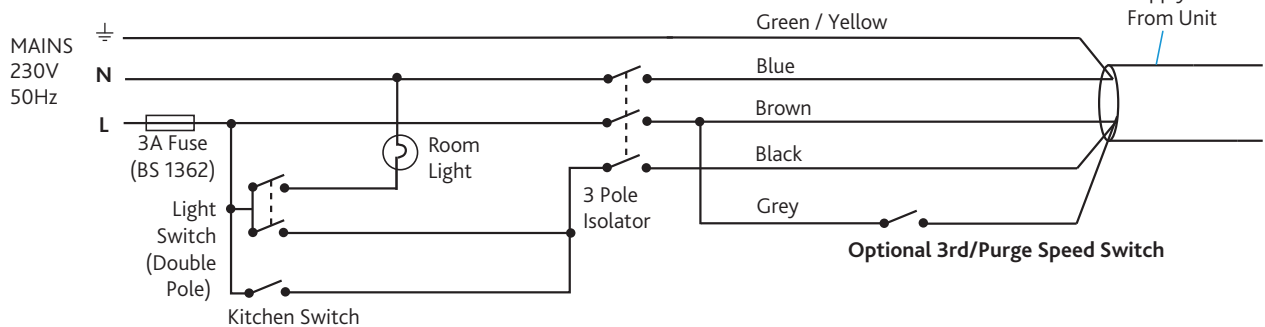 From Unit
Green / Yellow
MAINS
230V
50Hz
N
Blue
L
Brown
3A Fuse
(BS 1362)
Room
Light
Black
3 Pole
Isolator
Light
Switch
(Double
Pole)
Grey
Optional 3rd/Purge Speed Switch
Kitchen Switch